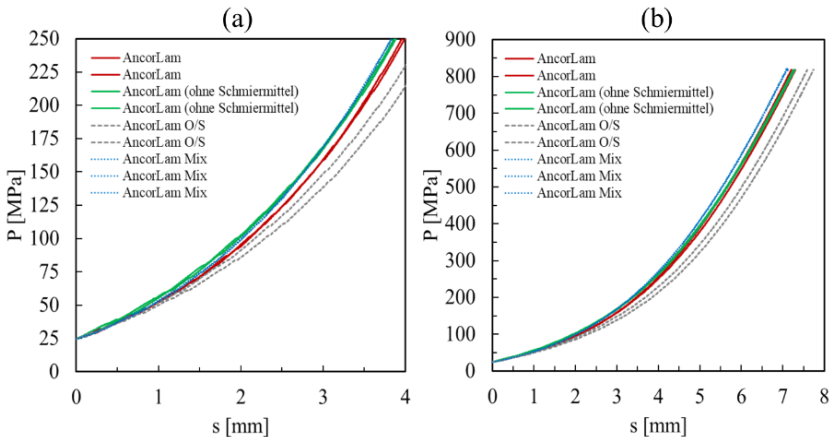 (a)
250
225
200
175
150
125
100
75
50
25
0
P [MPa]
AncorLam
AncorLam
AncorLam (ohne Schmiermittel)
AncorLam (ohne Schmiermittel)
AncorLam O/S
AncorLam O/S
AncorLam Mix
AncorLam Mix
AncorLam Mix
0 1 2 3 4
s [mm]
(b)
900
800
700
600
500
400
300
200
100
0
P [MPa]
AncorLam
AncorLam
AncorLam (ohne Schmiermittel)
AncorLam (ohne Schmiermittel)
AncorLam O/S
AncorLam O/S
AncorLam Mix
AncorLam Mix
AncorLam Mix
0 1 2 3 4 5 6 7 8
s [mm]